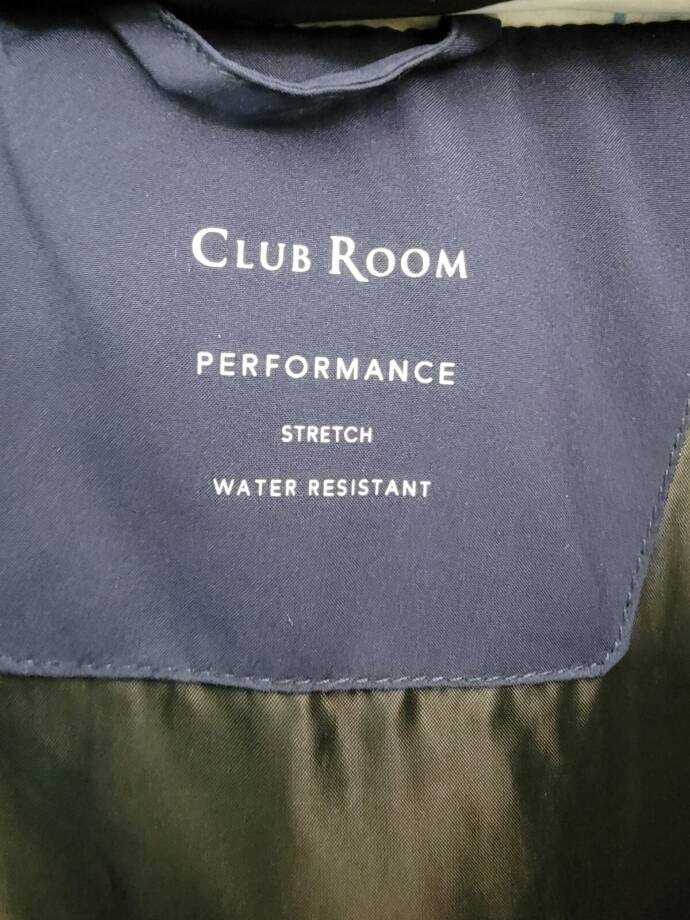 CLUB ROOM
PERFORMANCE
STRETCH
WATER RESISTANT